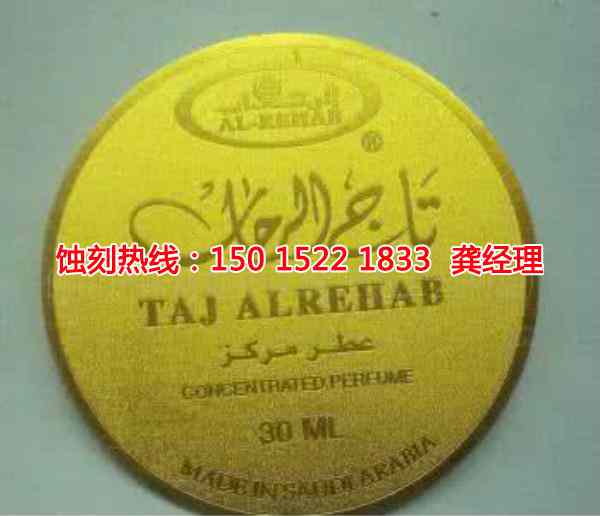 الرحاب
AL-REHAB
®
تاج الرحاب
蚀刻热线：150 1522 1833 龚经理
TAJ ALREHAB
عطر مركز
CONCENTRATED PERFUME
30 ML
MADE IN SAUDI ARABIA